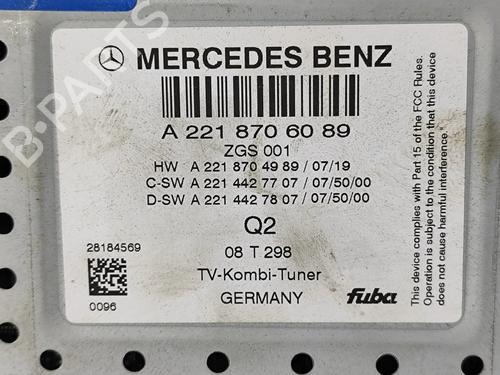 MERCEDES BENZ
A 221 870 60 89
ZGS 001
HW A 221 870 49 89 / 07/19
C-SW A 221 442 77 07 / 07/50/00
D-SW A 221 442 78 07 / 07/50/00
Q2
28184569
08 T 298
TV-Kombi-Tuner
0096
GERMANY
fuba
This device complies with Part 15 of the FCC Rules.
Operation is subject to the condition that this device
does not cause harmful interference.
B-PARTS